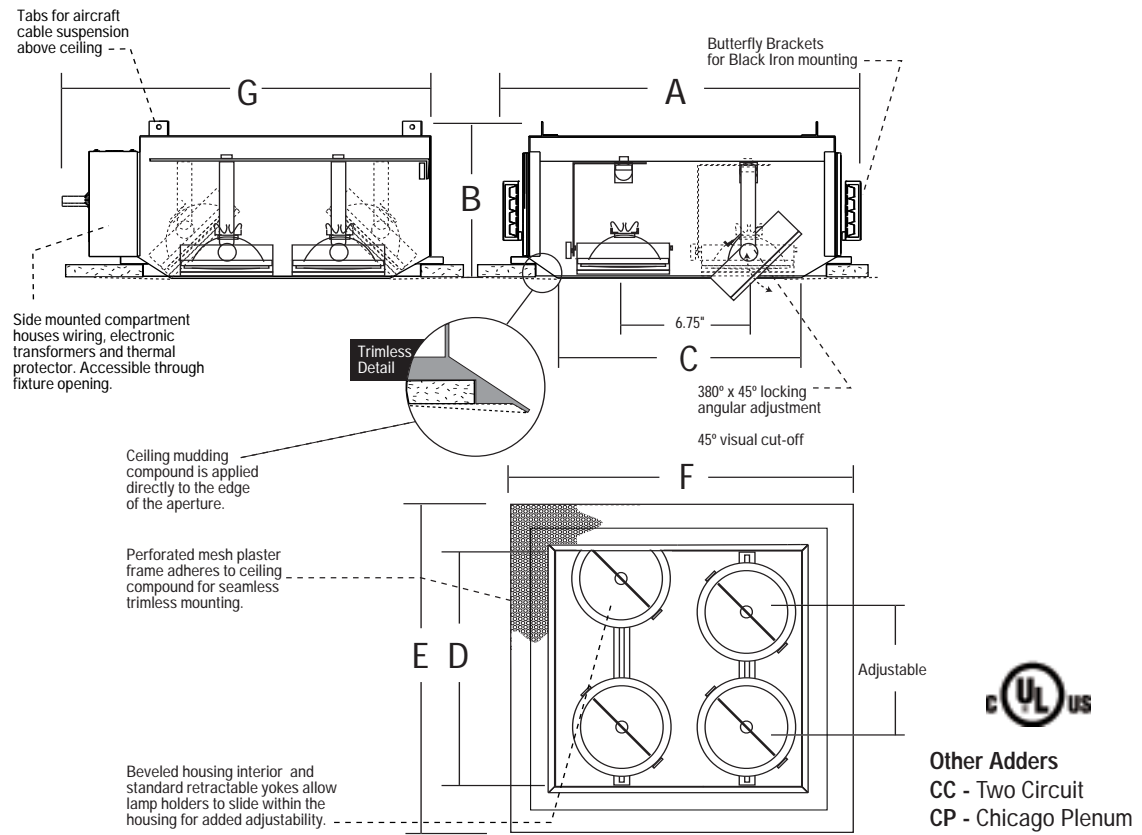 Tabs for aircraft
cable suspension
above ceiling
Butterfly Brackets
for Black Iron mounting
G
A
B
Side mounted compartment
houses wiring, electronic
transformers and thermal
protector. Accessible through
fixture opening.
Trimless
Detail
6.75"
C
380º x 45º locking
angular adjustment
45º visual cut-off
Ceiling mudding
compound is applied
directly to the edge
of the aperture.
F
Perforated mesh plaster
frame adheres to ceiling
compound for seamless
trimless mounting.
E
D
Adjustable
Beveled housing interior and
standard retractable yokes allow
lamp holders to slide within the
housing for added adjustability.
C UL US
Other Adders
CC - Two Circuit
CP - Chicago Plenum